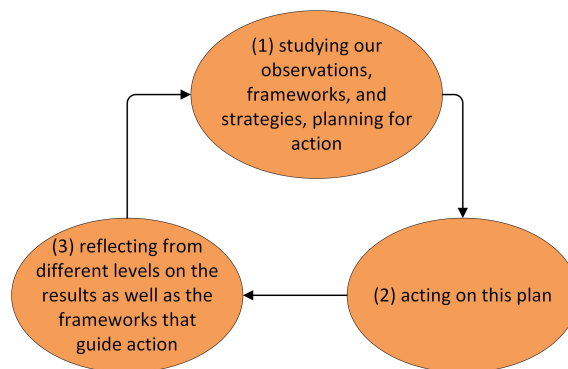 (1) studying our
observations,
frameworks, and
strategies, planning for
action
(2) acting on this plan
(3) reflecting from
different levels on the
results as well as the
frameworks that
guide action